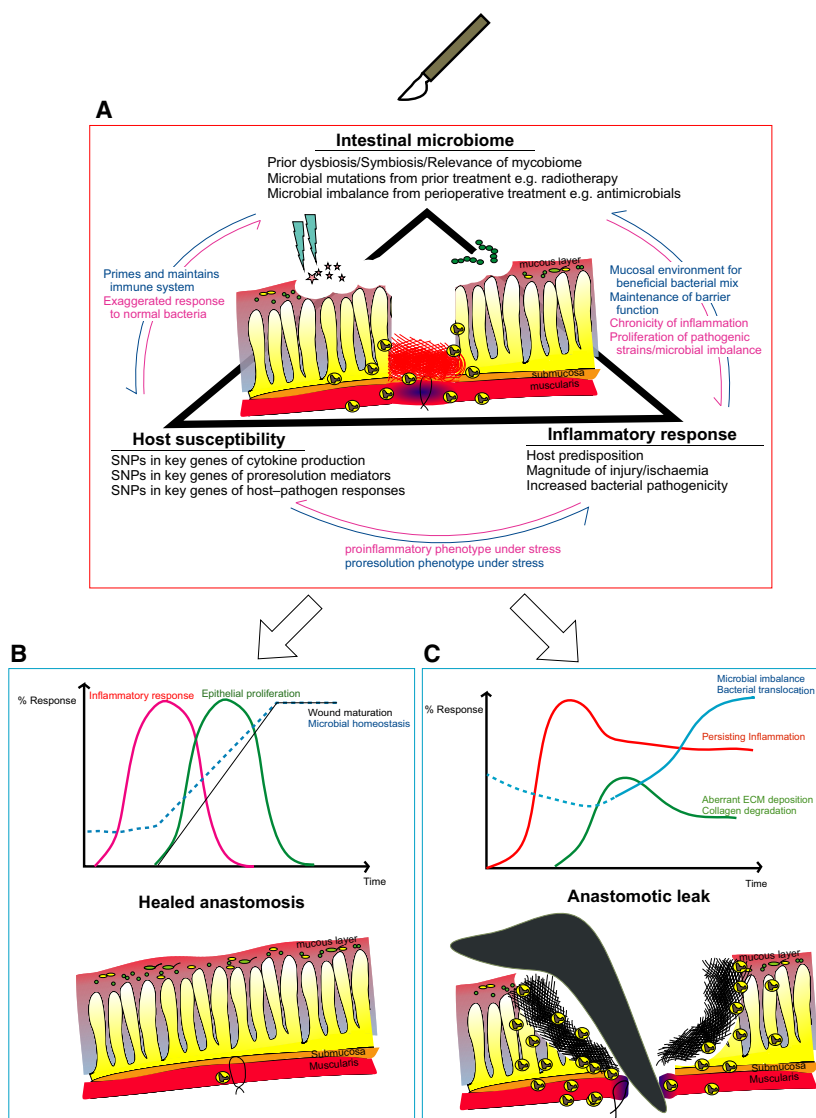 A
Intestinal microbiome
Prior dysbiosis/Symbiosis/Relevance of mycobiome
Microbial mutations from prior treatment e.g. radiotherapy
Microbial imbalance from perioperative treatment e.g. antimicrobials
Primes and maintains
immune system
Exaggerated response
to normal bacteria
mucous layer
Mucosal environment for
beneficial bacterial mix
Maintenance of barrier
function
Chronicity of inflammation
Proliferation of pathogenic
strains/microbial imbalance
submucosa
muscularis
Host susceptibility
SNPs in key genes of cytokine production
SNPs in key genes of proresolution mediators
SNPs in key genes of host–pathogen responses
Inflammatory response
Host predisposition
Magnitude of injury/ischaemia
Increased bacterial pathogenicity
proinflammatory phenotype under stress
proresolution phenotype under stress
B
% Response
Inflammatory response
Epithelial proliferation
Wound maturation
Microbial homeostasis
Time
Healed anastomosis
mucous layer
Submucosa
Muscularis
C
% Response
Microbial imbalance
Bacterial translocation
Persisting Inflammation
Aberrant ECM deposition
Collagen degradation
Time
Anastomotic leak
mucous layer
Submucosa
Muscularis